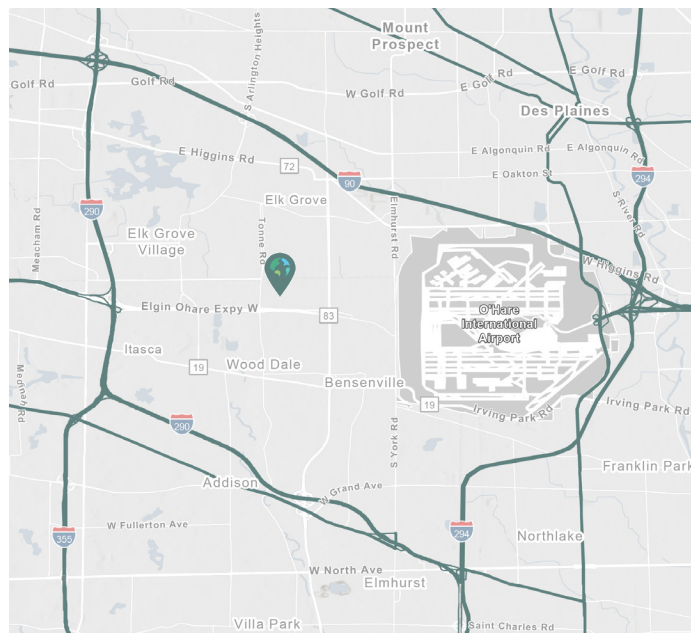 Mount
Prospect
S Arlington Heights
Golf Rd
Golf Rd
W Golf Rd
E Golf Rd
E Golf Rd
Des Plaines
E Higgins Rd
72
90
E Algonquin Rd
E Algonquin Rd
E Oakton St
294
290
Elk Grove
Meacham Rd
Tonne Rd
Elmhurst Rd
S River Rd
Elk Grove
Village
W Higgins Rd
Elgin Ohare Expy W
83
O'Hare
International
Airport
Itasca
19
Wood Dale
Bensenville
Medinah Rd
19
Irving Park Rd
Irving Park Rd
290
S York Rd
Franklin Park
Addison
W Grand Ave
W Fullerton Ave
355
294
Northlake
W North Ave
Elmhurst
Villa Park
Saint Charles Rd